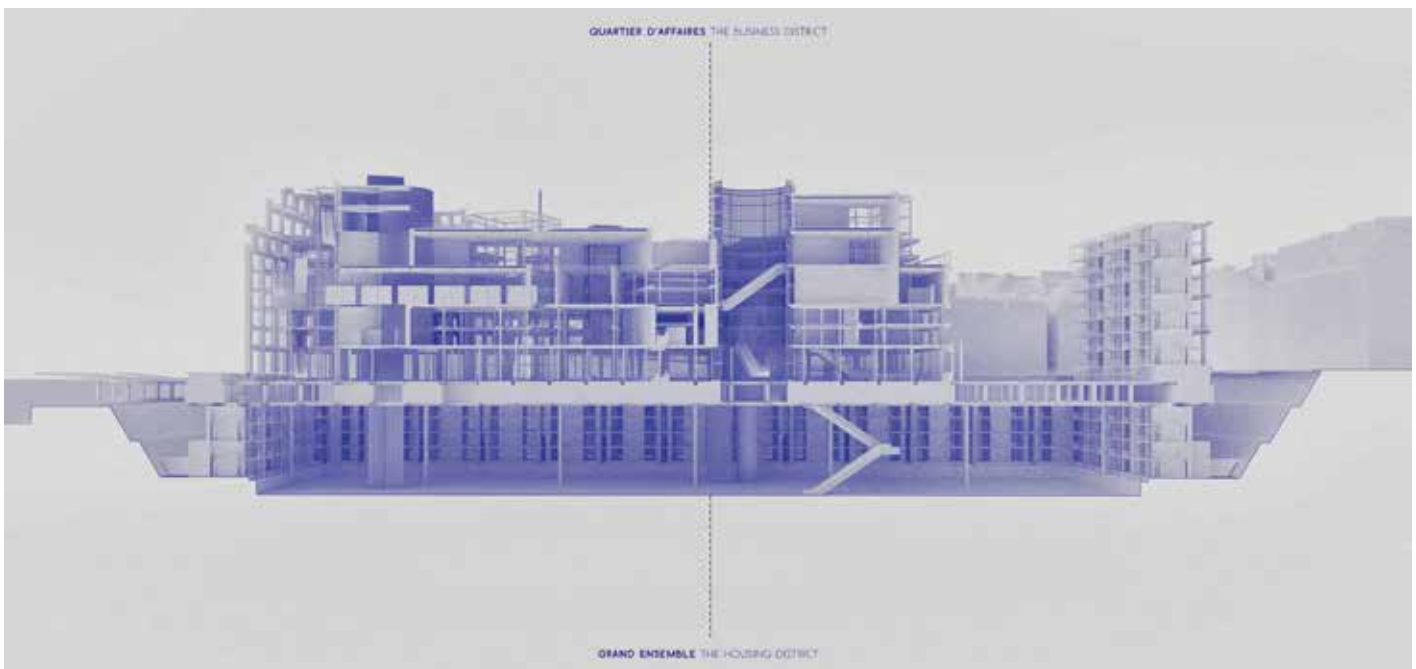 QUARTIER D'AFFAIRES THE BUSINESS DISTRICT
GRAND ENSEMBLE THE HOUSING DISTRICT